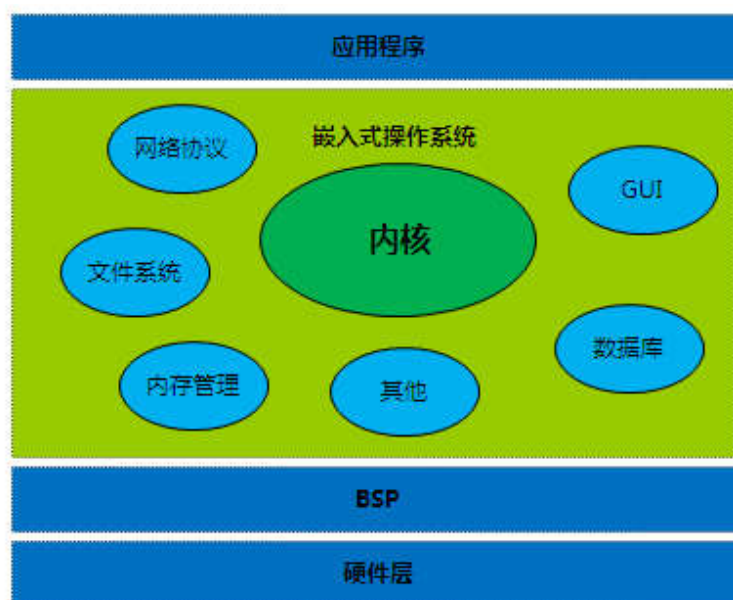 应用程序
嵌入式操作系统
网络协议
GUI
内核
文件系统
数据库
内存管理
其他
BSP
硬件层